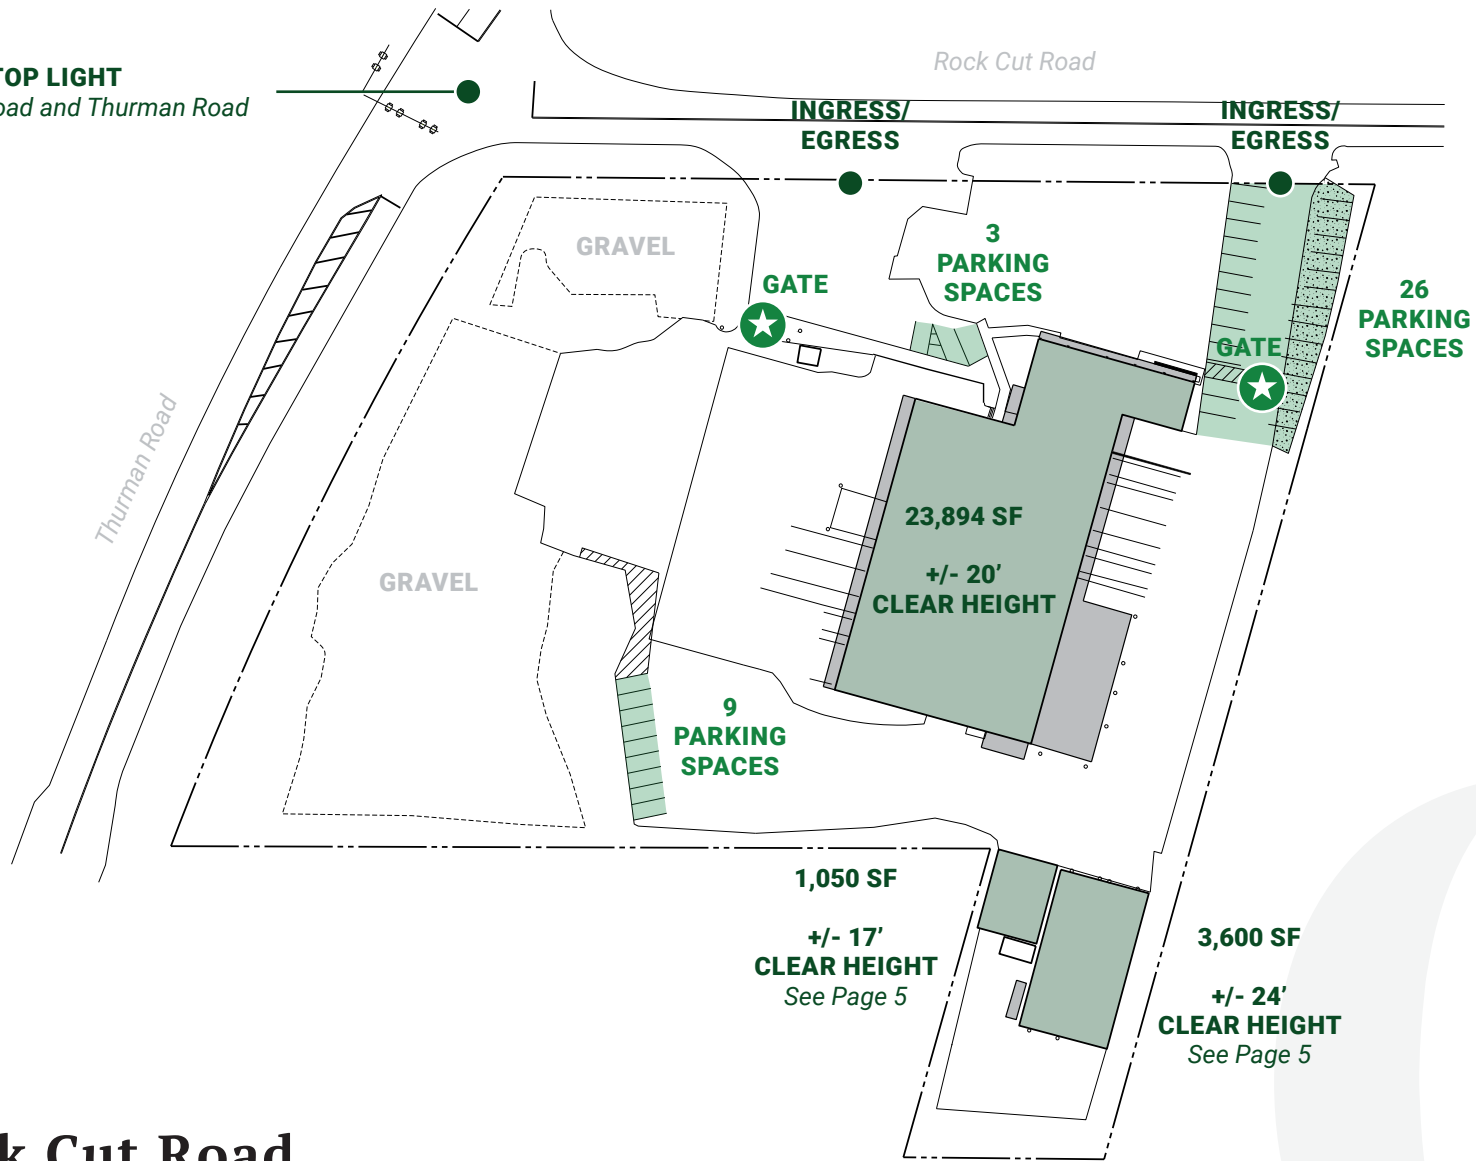 TOP LIGHT
oad and Thurman Road
Rock Cut Road
INGRESS/
EGRESS
INGRESS/
EGRESS
GRAVEL
3
PARKING
SPACES
GATE
26
PARKING
SPACES
GATE
Thurman Road
23,894 SF
+/- 20’
CLEAR HEIGHT
GRAVEL
9
PARKING
SPACES
1,050 SF
+/- 17’
CLEAR HEIGHT
See Page 5
3,600 SF
+/- 24’
CLEAR HEIGHT
See Page 5
k Cut Road